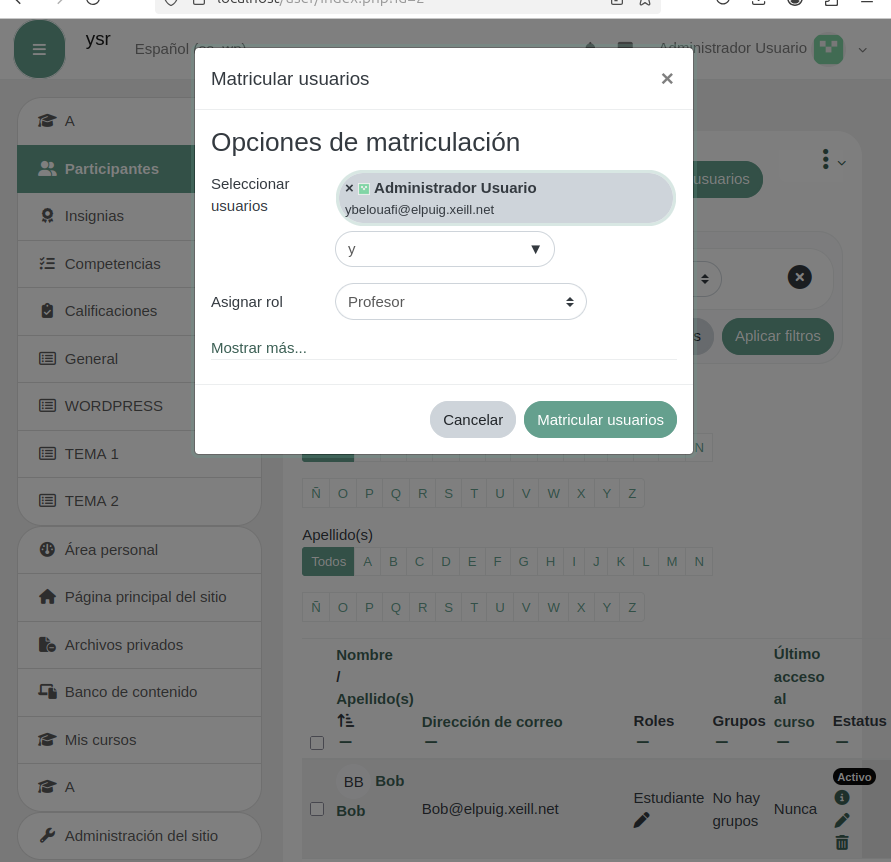 localhost/user/index.php?id=2
ysr
Español
Administrador Usuario
Matricular usuarios
×
Opciones de matriculación
Seleccionar
usuarios
× Administrador Usuario
ybelouafi@elpuig.xeill.net
y ▼
Asignar rol
Profesor
Mostrar más...
Cancelar
Matricular usuarios
A
Participantes
Insignias
Competencias
Calificaciones
General
WORDPRESS
TEMA 1
TEMA 2
Área personal
Página principal del sitio
Archivos privados
Banco de contenido
Mis cursos
A
Administración del sitio
usuarios
s
Aplicar filtros
N
Ñ O P Q R S T U V W X Y Z
Apellido(s)
Todos A B C D E F G H I J K L M N
Ñ O P Q R S T U V W X Y Z
Nombre
/
Apellido(s)
—
Dirección de correo
—
Roles
—
Grupos
—
Último
acceso
al
curso
—
Estatus
—
BB Bob
Bob
Bob@elpuig.xeill.net
Estudiante
No hay
grupos
Nunca
Activo